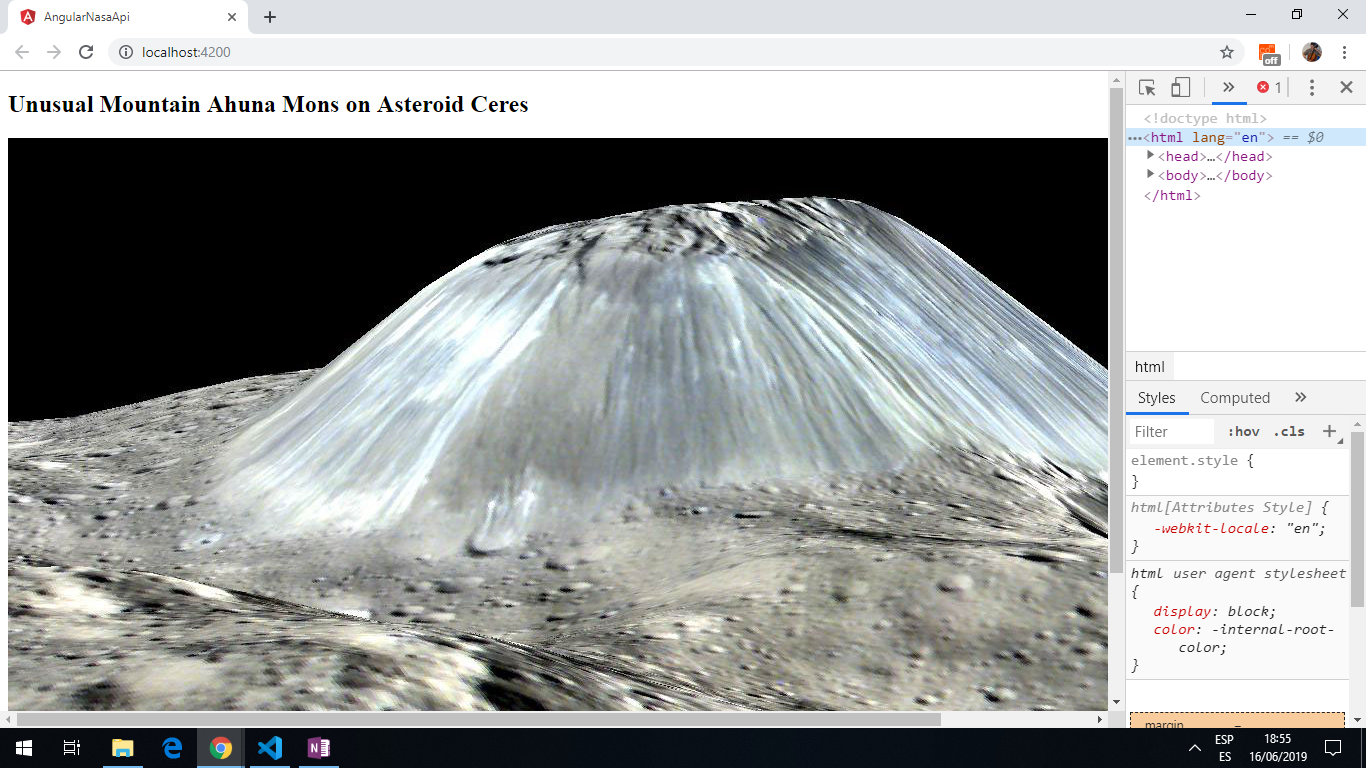 AngularNasaApi
localhost:4200
off
Unusual Mountain Ahuna Mons on Asteroid Ceres
1
<!doctype html>
<html lang="en"> == $0
<head>…</head>
<body>…</body>
</html>
html
Styles Computed
Filter :hov .cls
element.style {
}
html[Attributes Style] {
-webkit-locale: "en";
}
html user agent stylesheet
{
display: block;
color: -internal-root-
color;
}
margin –
ESP 18:55
ES 16/06/2019